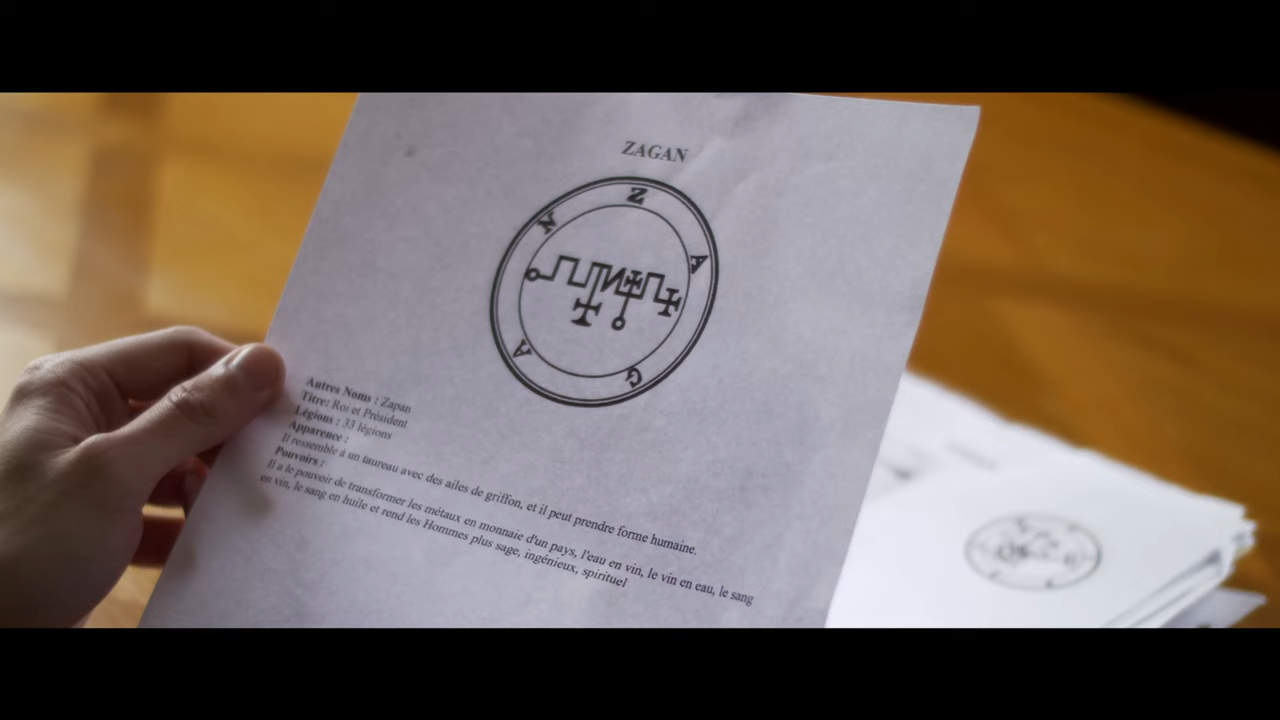 ZAGAN
Z A G A N
Autres Noms : Zapan
Titre: Roi et Président
Légions : 33 légions
Apparence :
Il ressemble à un taureau avec des ailes de griffon, et il peut prendre forme humaine.
Pouvoirs :
Il a le pouvoir de transformer les métaux en monnaie d'un pays, l'eau en vin, le vin en eau, le sang
en vin, le sang en huile et rend les Hommes plus sage, ingénieux, spirituel